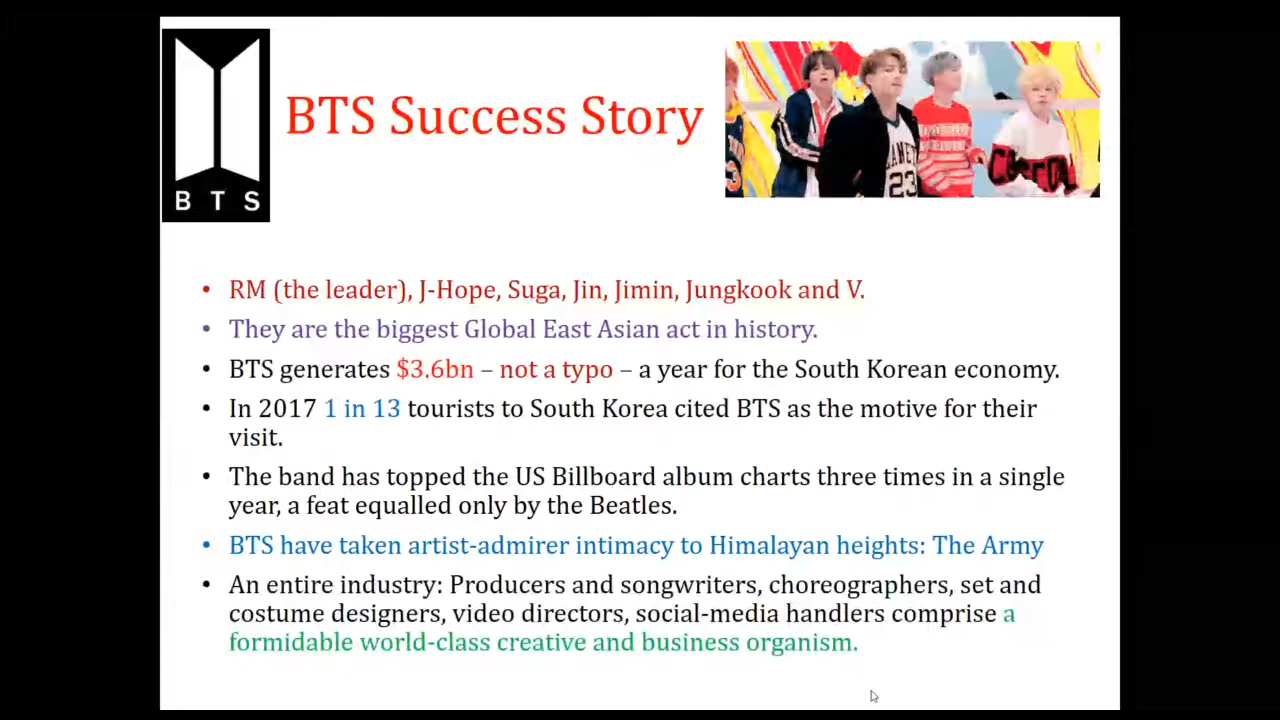 BTS
BTS Success Story
LANET
23
• RM (the leader), J-Hope, Suga, Jin, Jimin, Jungkook and V.
• They are the biggest Global East Asian act in history.
• BTS generates $3.6bn – not a typo – a year for the South Korean economy.
• In 2017 1 in 13 tourists to South Korea cited BTS as the motive for their
visit.
• The band has topped the US Billboard album charts three times in a single
year, a feat equalled only by the Beatles.
• BTS have taken artist-admirer intimacy to Himalayan heights: The Army
• An entire industry: Producers and songwriters, choreographers, set and
costume designers, video directors, social-media handlers comprise a
formidable world-class creative and business organism.